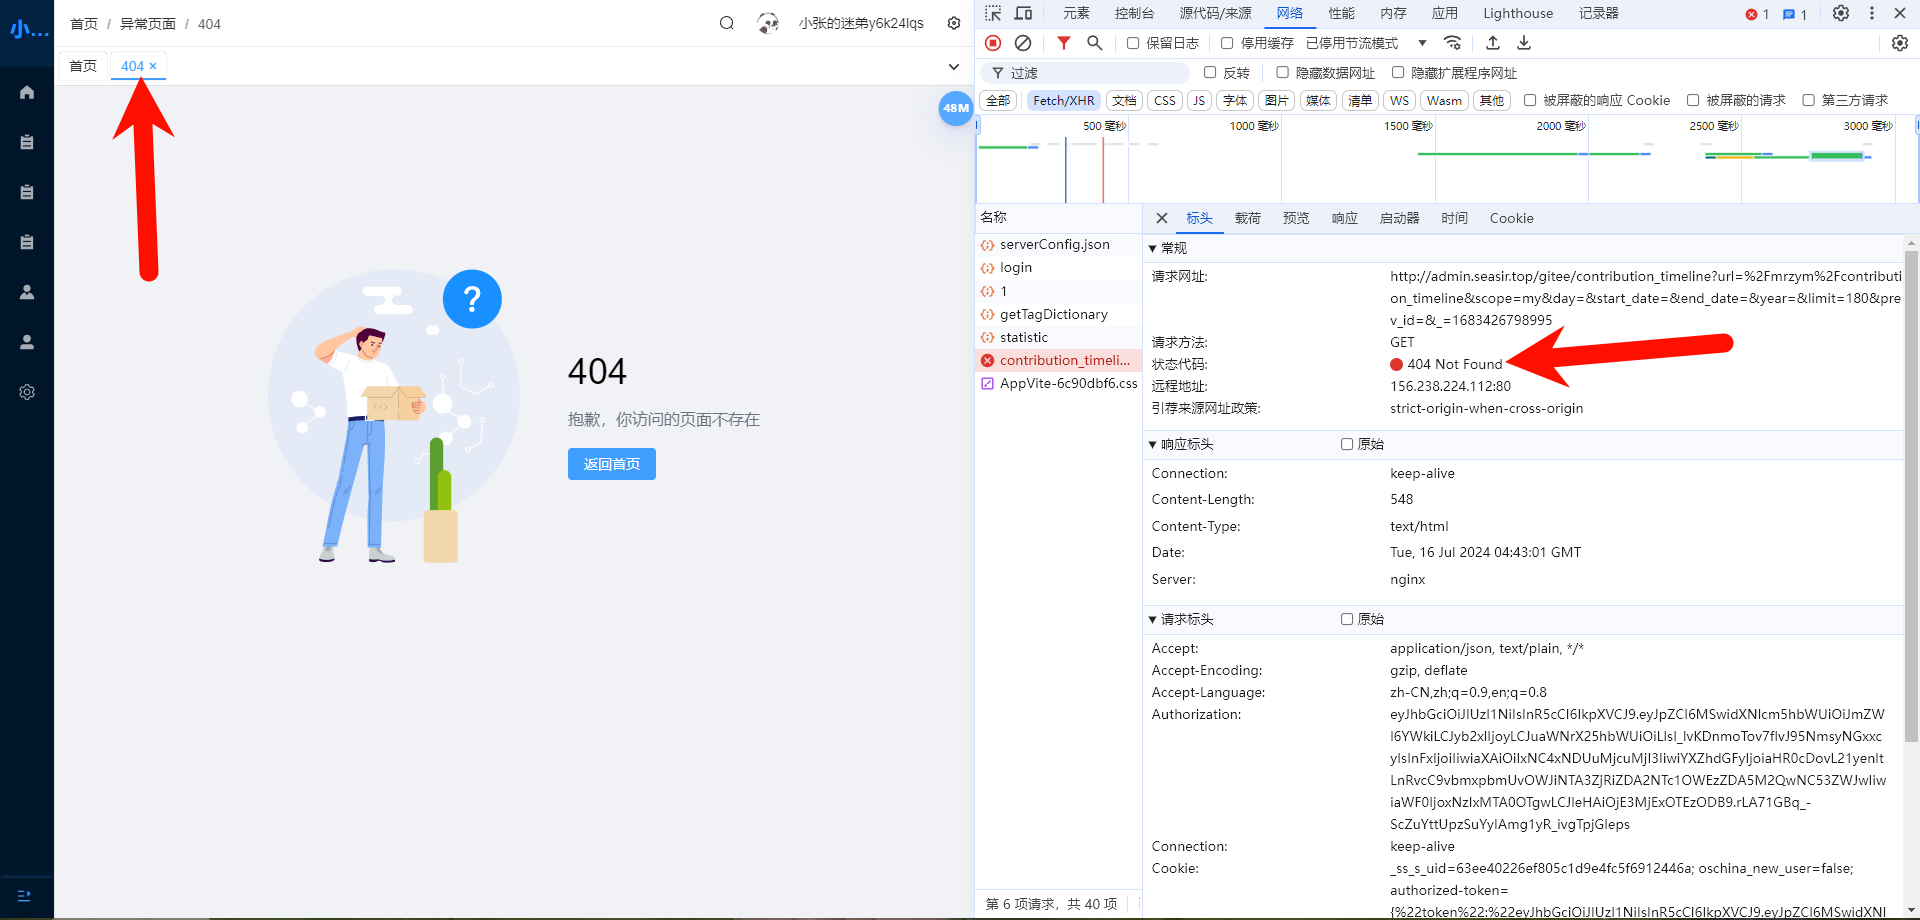 小...
首页 / 异常页面 / 404
小张的迷弟y6k24lqs
首页
404 ×
48M
?
404
抱歉，你访问的页面不存在
返回首页
元素 控制台 源代码/来源 网络 性能 内存 应用 Lighthouse 记录器
1 1
保留日志 停用缓存 已停用节流模式
过滤 反转 隐藏数据网址 隐藏扩展程序网址
全部 Fetch/XHR 文档 CSS JS 字体 图片 媒体 清单 WS Wasm 其他 被屏蔽的响应 Cookie 被屏蔽的请求 第三方请求
500 毫秒 1000 毫秒 1500 毫秒 2000 毫秒 2500 毫秒 3000 毫秒
名称
serverConfig.json
login
1
getTagDictionary
statistic
contribution_timeli...
AppVite-6c90dbf6.css
第 6 项请求，共 40 项
标头 载荷 预览 响应 启动器 时间 Cookie
常规
请求网址: http://admin.seasir.top/gitee/contribution_timeline?url=%2Fmrzym%2Fcontributi
on_timeline&scope=my&day=&start_date=&end_date=&year=&limit=180&pre
v_id=&_=1683426798995
请求方法: GET
状态代码: 404 Not Found
远程地址: 156.238.224.112:80
引荐来源网址政策: strict-origin-when-cross-origin
响应标头 原始
Connection: keep-alive
Content-Length: 548
Content-Type: text/html
Date: Tue, 16 Jul 2024 04:43:01 GMT
Server: nginx
请求标头 原始
Accept: application/json, text/plain, */*
Accept-Encoding: gzip, deflate
Accept-Language: zh-CN,zh;q=0.9,en;q=0.8
Authorization:
Connection: keep-alive
Cookie: _ss_s_uid=63ee40226ef805c1d9e4fc5f6912446a; oschina_new_user=false;
authorized-token=